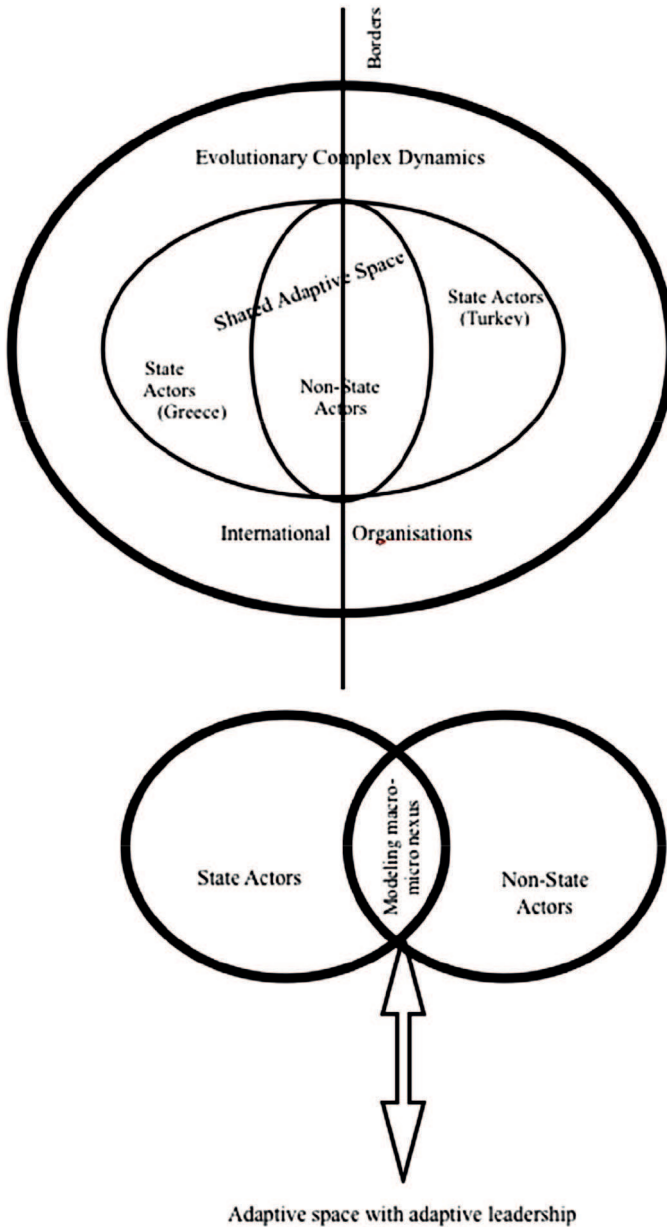 Borders
Evolutionary Complex Dynamics
Shared Adaptive Space
State Actors
(Turkey)
State
Actors
(Greece)
Non-State
Actors
International Organisations
Modeling macro-
micro nexus
State Actors
Non-State
Actors
Adaptive space with adaptive leadership